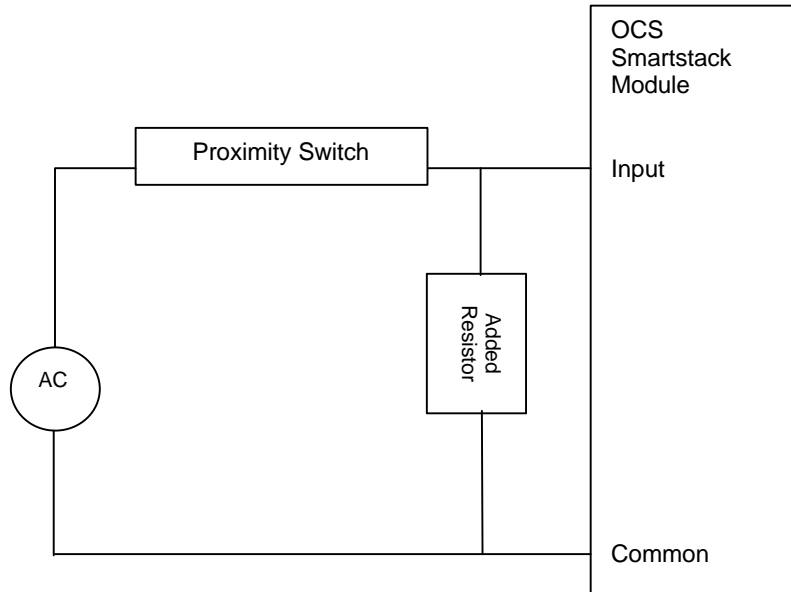 OCS
Smartstack
Module
Proximity Switch
Input
Added
Resistor
AC
Common